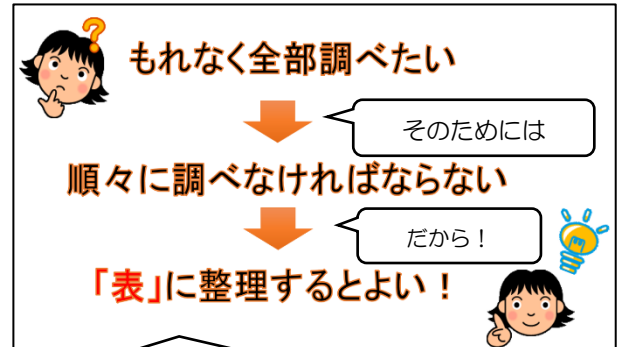 もれなく全部調べたい
そのためには
順々に調べなければならない
だから！
「表」に整理するとよい！